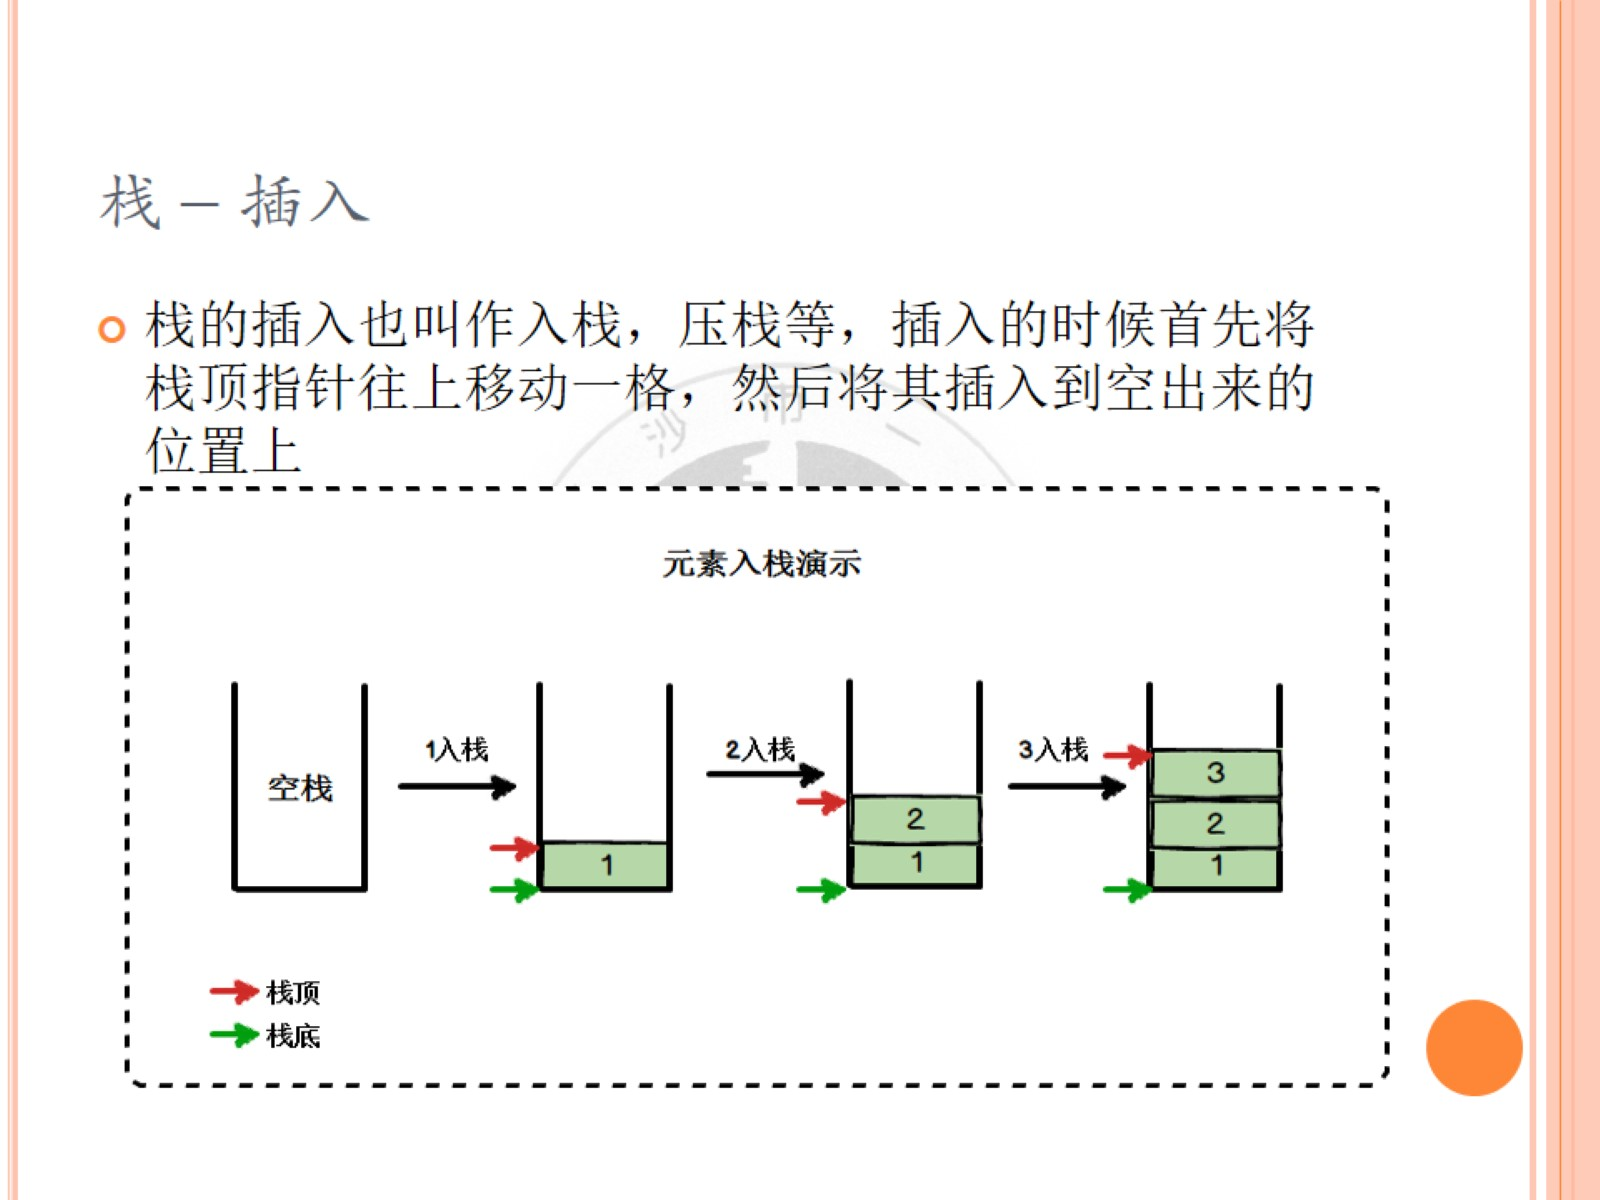 栈 – 插入
栈的插入也叫作入栈，压栈等，插入的时候首先将
栈顶指针往上移动一格，然后将其插入到空出来的
位置上
沙 市 一
元素入栈演示
1入栈
2入栈
3入栈
空栈
1
2
1
3
2
1
栈顶
栈底